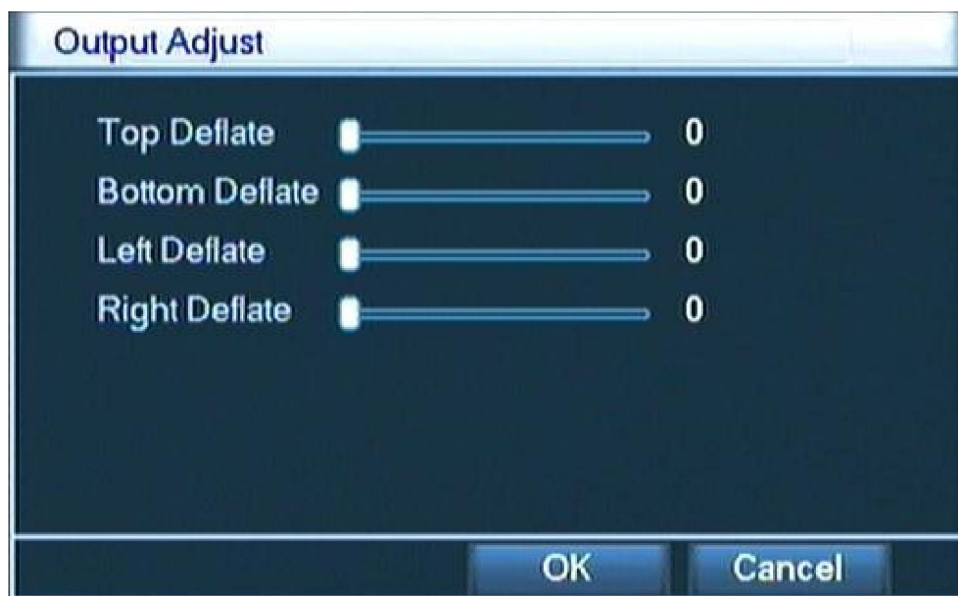 Output Adjust
Top Deflate 0
Bottom Deflate 0
Left Deflate 0
Right Deflate 0
OK Cancel